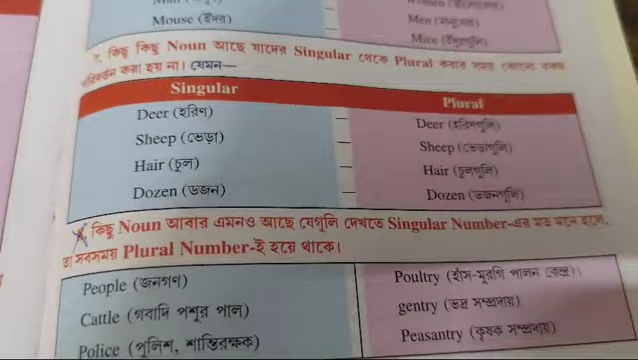 Mouse (ইঁদুর)
Men (মানুষেরা)
Mice (ইঁদুরগুলি)
৭. কিছু কিছু Noun আছে যাদের Singular থেকে Plural করার সময় কোনো রকম
পরিবর্তন করা হয় না। যেমন—
Singular Plural
Deer (হরিণ) — Deer (হরিণগুলি)
Sheep (ভেড়া) — Sheep (ভেড়াগুলি)
Hair (চুল) — Hair (চুলগুলি)
Dozen (ডজন) — Dozen (ডজনগুলি)
কিছু Noun আবার এমনও আছে যেগুলি দেখতে Singular Number-এর মত মনে হলে,
তা সবসময় Plural Number-ই হয়ে থাকে।
People (জনগণ) Poultry (হাঁস-মুরগি পালন কেন্দ্র)।
Cattle (গবাদি পশুর পাল) gentry (ভদ্র সম্প্রদায়)
Police (পুলিশ, শান্তিরক্ষক) Peasantry (কৃষক সম্প্রদায়)